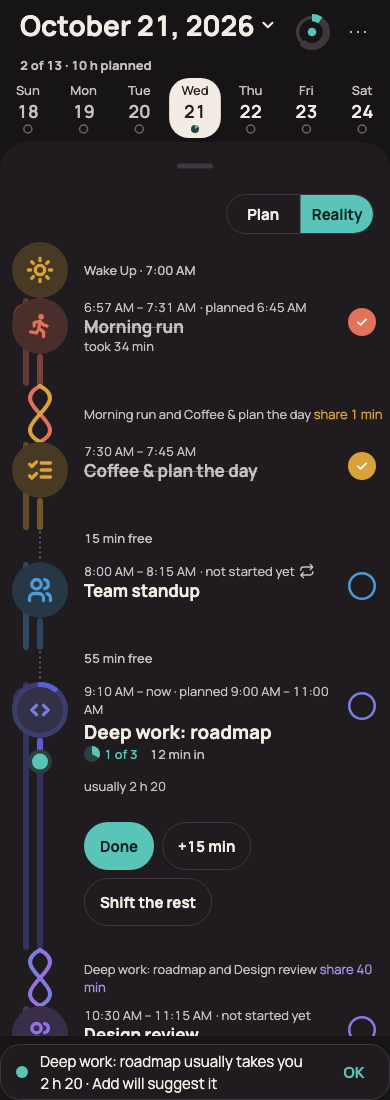 October 21, 2026
2 of 13 · 10 h planned
Sun Mon Tue Wed Thu Fri Sat
18 19 20 21 22 23 24
Plan Reality
Wake Up · 7:00 AM
6:57 AM – 7:31 AM · planned 6:45 AM
Morning run
took 34 min
Morning run and Coffee & plan the day share 1 min
7:30 AM – 7:45 AM
Coffee & plan the day
15 min free
8:00 AM – 8:15 AM · not started yet
Team standup
55 min free
9:10 AM – now · planned 9:00 AM – 11:00
AM
Deep work: roadmap
1 of 3 12 min in
usually 2 h 20
Done +15 min
Shift the rest
Deep work: roadmap and Design review share 40
min
10:30 AM – 11:15 AM · not started yet
Design review
Deep work: roadmap usually takes you
2 h 20 · Add will suggest it
OK